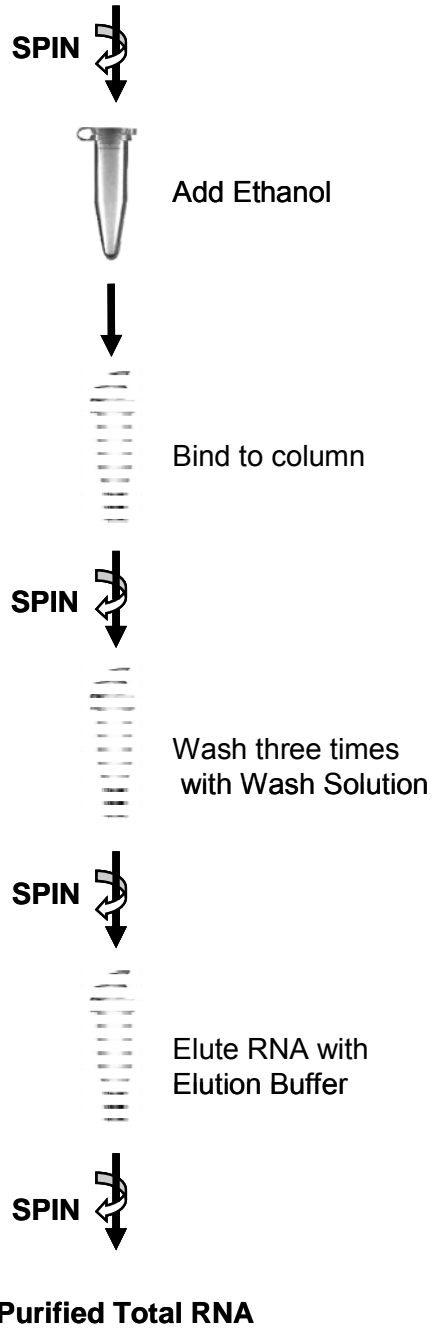 SPIN
Add Ethanol
Bind to column
SPIN
Wash three times
with Wash Solution
SPIN
Elute RNA with
Elution Buffer
SPIN
Purified Total RNA